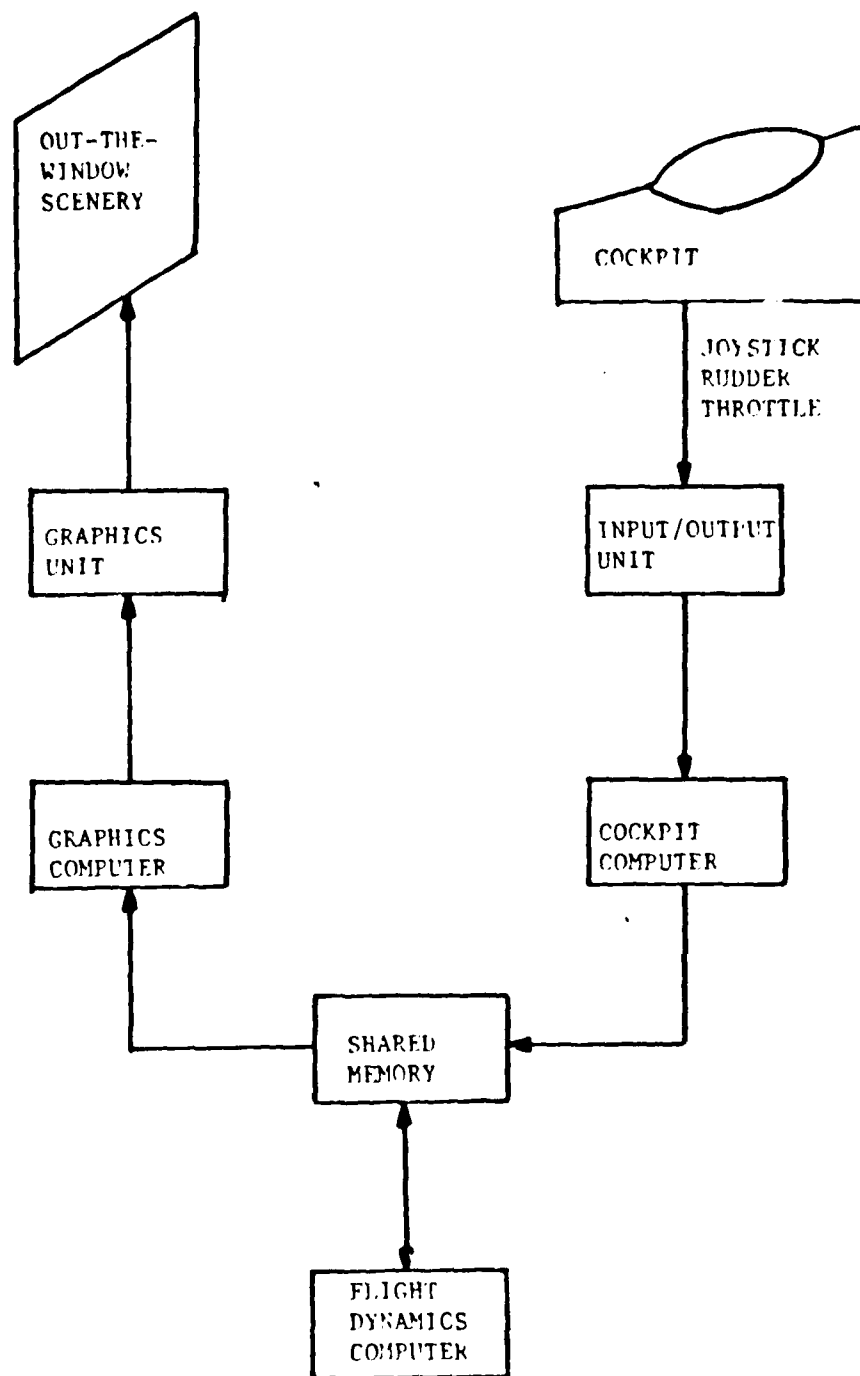 OUT-THE-
WINDOW
SCENERY
COCKPIT
JOYSTICK
RUDDER
THROTTLE
GRAPHICS
UNIT
INPUT/OUTPUT
UNIT
GRAPHICS
COMPUTER
COCKPIT
COMPUTER
SHARED
MEMORY
FLIGHT
DYNAMICS
COMPUTER